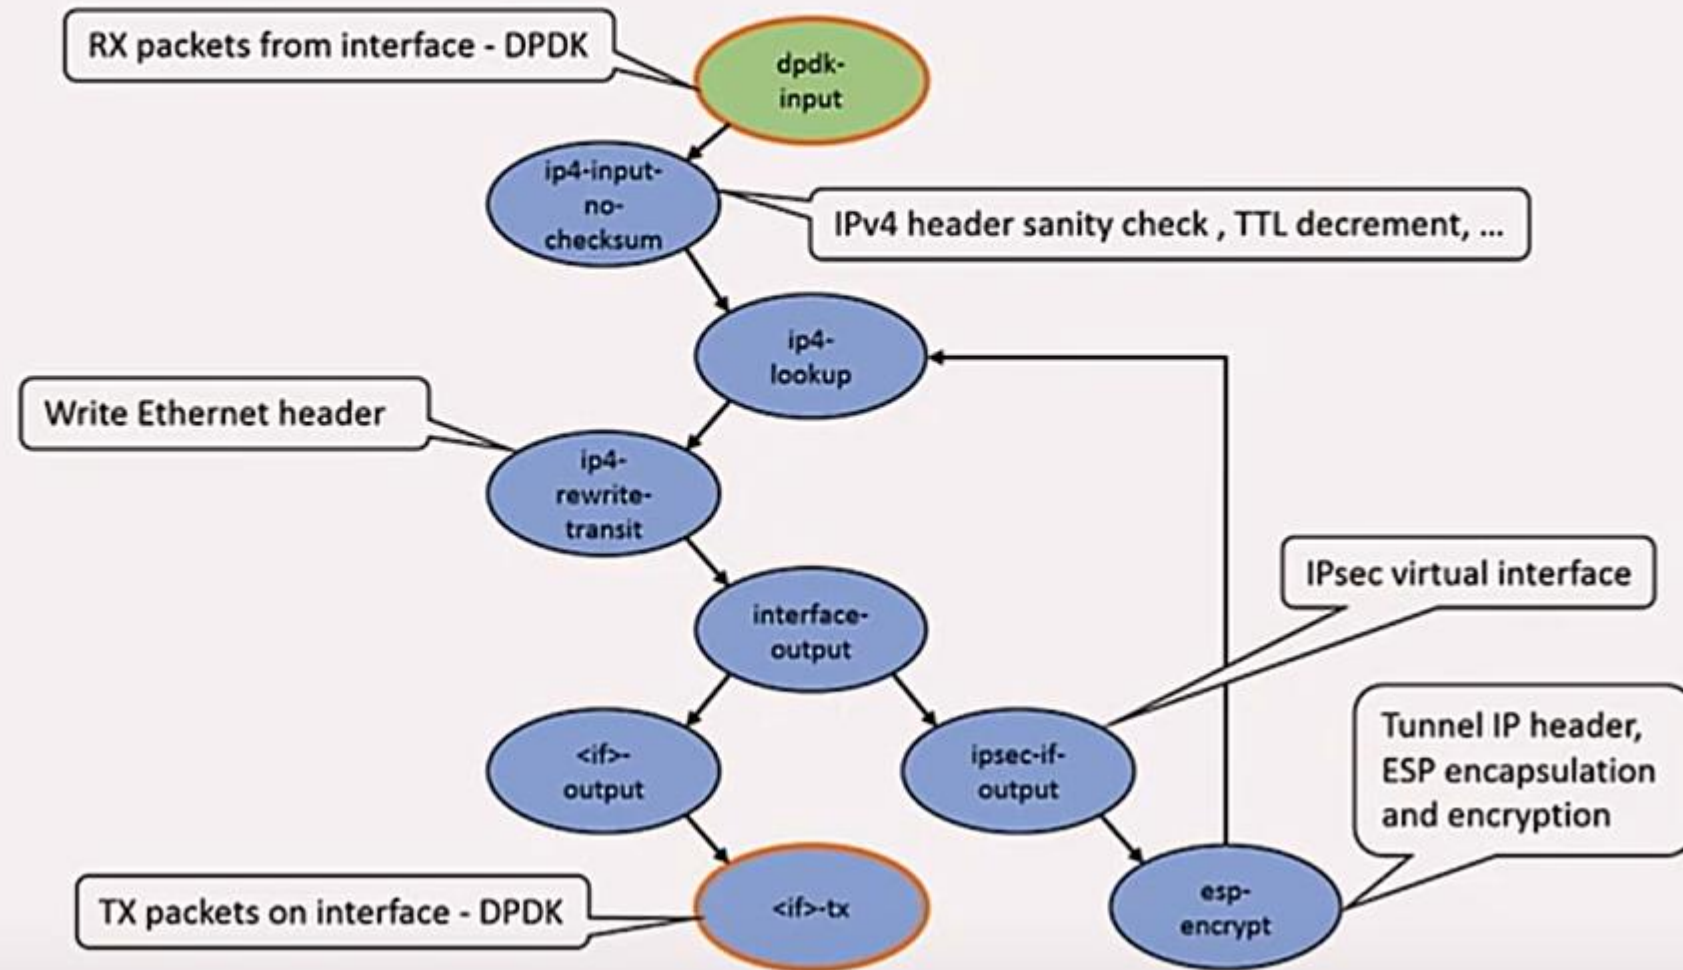 RX packets from interface - DPDK
dpdk-
input
ip4-input-
no-
checksum
IPv4 header sanity check , TTL decrement, ...
ip4-
lookup
Write Ethernet header
ip4-
rewrite-
transit
IPsec virtual interface
interface-
output
<if>-
output
ipsec-if-
output
Tunnel IP header,
ESP encapsulation
and encryption
TX packets on interface - DPDK
<if>-tx
esp-
encrypt